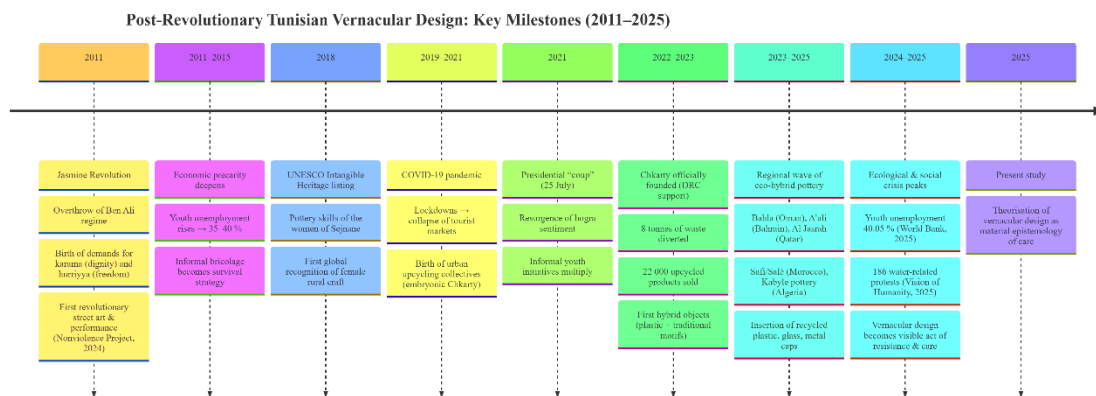 Post-Revolutionary Tunisian Vernacular Design: Key Milestones (2011–2025)
2011
2011–2015
2018
2019–2021
2021
2022–2023
2023–2025
2024–2025
2025
Jasmine Revolution
Overthrow of Ben Ali
regime
Birth of demands for
karama (dignity) and
hurriyya (freedom)
First revolutionary
street art &
performance
(Nonviolence Project,
2024)
Economic precarity
deepens
Youth unemployment
rises → 35–40 %
Informal bricolage
becomes survival
strategy
UNESCO Intangible
Heritage listing
Pottery skills of the
women of Sejnane
First global
recognition of female
rural craft
COVID-19 pandemic
Lockdowns →
collapse of tourist
markets
Birth of urban
upcycling collectives
(embryonic Chkarty)
Presidential “coup”
(25 July)
Resurgence of hogra
sentiment
Informal youth
initiatives multiply
Chkarty officially
founded (DRC
support)
8 tonnes of waste
diverted
22 000 upcycled
products sold
First hybrid objects
(plastic + traditional
motifs)
Regional wave of
eco-hybrid pottery
Bahla (Oman), A'ali
(Bahrain), Al Jasrah
(Qatar)
Safi/Salé (Morocco),
Kabyle pottery
(Algeria)
Insertion of recycled
plastic, glass, metal
caps
Ecological & social
crisis peaks
Youth unemployment
40.05 % (World Bank,
2025)
186 water-related
protests (Vision of
Humanity, 2025)
Vernacular design
becomes visible act of
resistance & care
Present study
Theorisation of
vernacular design as
material epistemology
of care